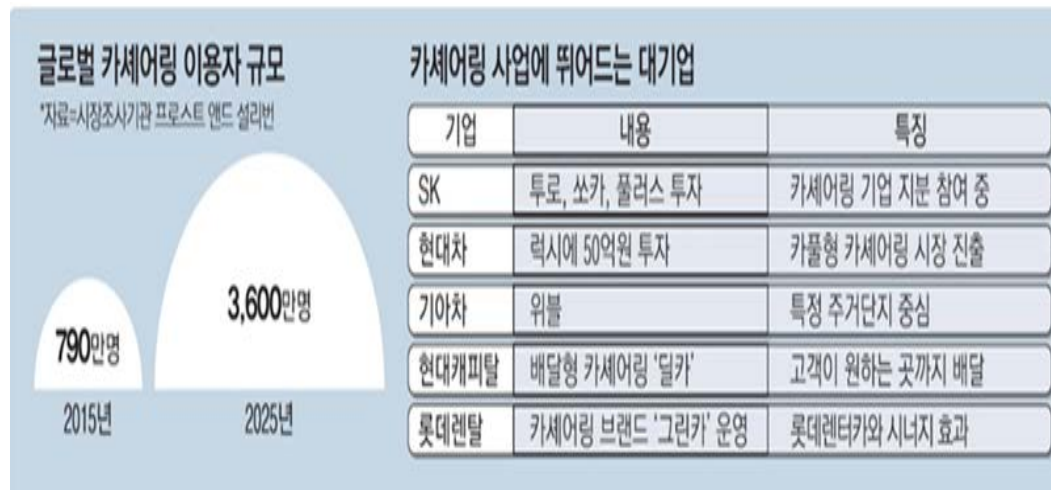 글로벌 카셰어링 이용자 규모
*자료=시장조사기관 프로스트 앤드 설리번
790만명
2015년
3,600만명
2025년
카셰어링 사업에 뛰어드는 대기업
기업 내용 특징
SK 투로, 쏘카, 풀러스 투자 카셰어링 기업 지분 참여 중
현대차 럭시에 50억원 투자 카풀형 카셰어링 시장 진출
기아차 위블 특정 주거단지 중심
현대캐피탈 배달형 카셰어링 '딜카' 고객이 원하는 곳까지 배달
롯데렌탈 카셰어링 브랜드 '그린카' 운영 롯데렌터카와 시너지 효과